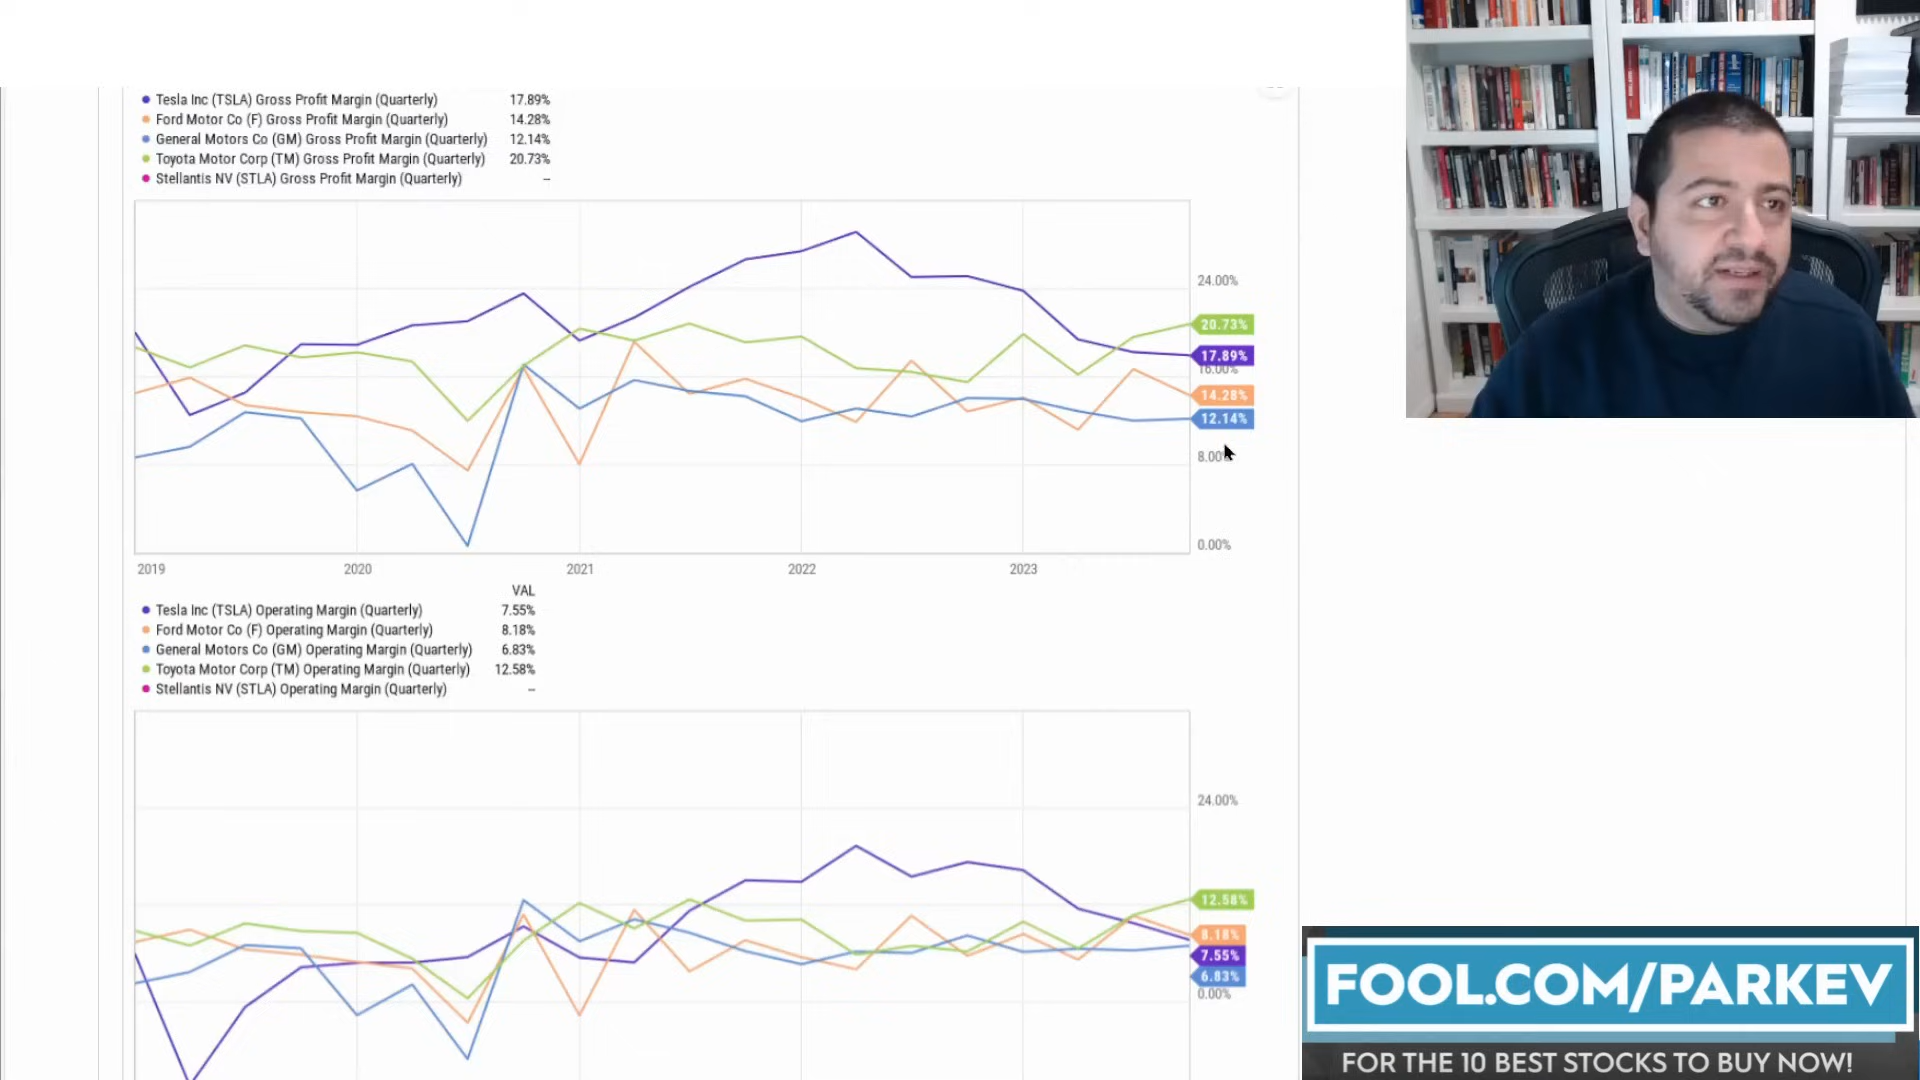 Tesla Inc (TSLA) Gross Profit Margin (Quarterly) 17.89%
Ford Motor Co (F) Gross Profit Margin (Quarterly) 14.28%
General Motors Co (GM) Gross Profit Margin (Quarterly) 12.14%
Toyota Motor Corp (TM) Gross Profit Margin (Quarterly) 20.73%
Stellantis NV (STLA) Gross Profit Margin (Quarterly) --
24.00%
20.73%
17.89%
16.00%
14.28%
12.14%
8.00%
0.00%
2019 2020 2021 2022 2023
VAL
Tesla Inc (TSLA) Operating Margin (Quarterly) 7.55%
Ford Motor Co (F) Operating Margin (Quarterly) 8.18%
General Motors Co (GM) Operating Margin (Quarterly) 6.83%
Toyota Motor Corp (TM) Operating Margin (Quarterly) 12.58%
Stellantis NV (STLA) Operating Margin (Quarterly) --
24.00%
12.58%
8.18%
7.55%
6.83%
0.00%
FOOL.COM/PARKEV
FOR THE 10 BEST STOCKS TO BUY NOW!